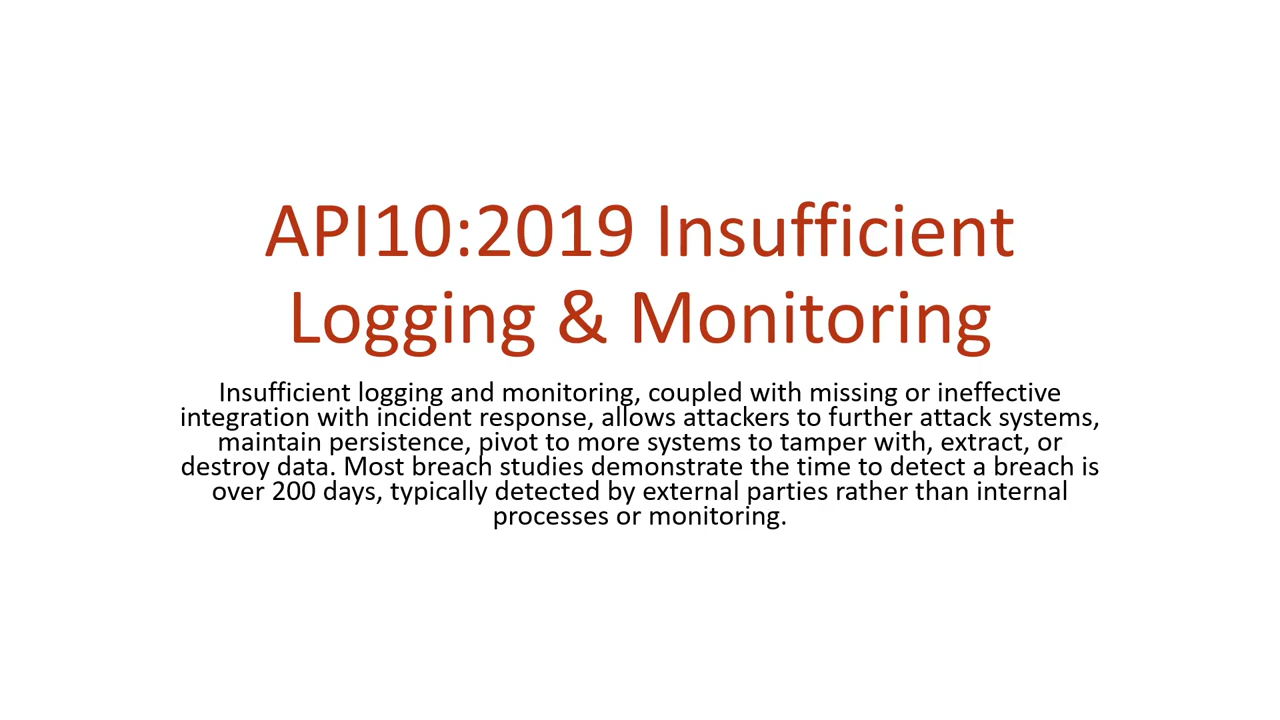 API10:2019 Insufficient
Logging & Monitoring
Insufficient logging and monitoring, coupled with missing or ineffective
integration with incident response, allows attackers to further attack systems,
maintain persistence, pivot to more systems to tamper with, extract, or
destroy data. Most breach studies demonstrate the time to detect a breach is
over 200 days, typically detected by external parties rather than internal
processes or monitoring.